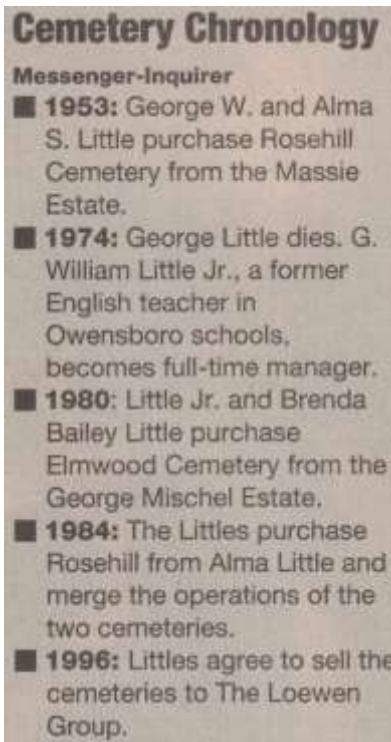 Cemetery Chronology
Messenger-Inquirer
■ 1953: George W. and Alma
S. Little purchase Rosehill
Cemetery from the Massie
Estate.
■ 1974: George Little dies. G.
William Little Jr., a former
English teacher in
Owensboro schools,
becomes full-time manager.
■ 1980: Little Jr. and Brenda
Bailey Little purchase
Elmwood Cemetery from the
George Mischel Estate.
■ 1984: The Littles purchase
Rosehill from Alma Little and
merge the operations of the
two cemeteries.
■ 1996: Littles agree to sell the
cemeteries to The Loewen
Group.